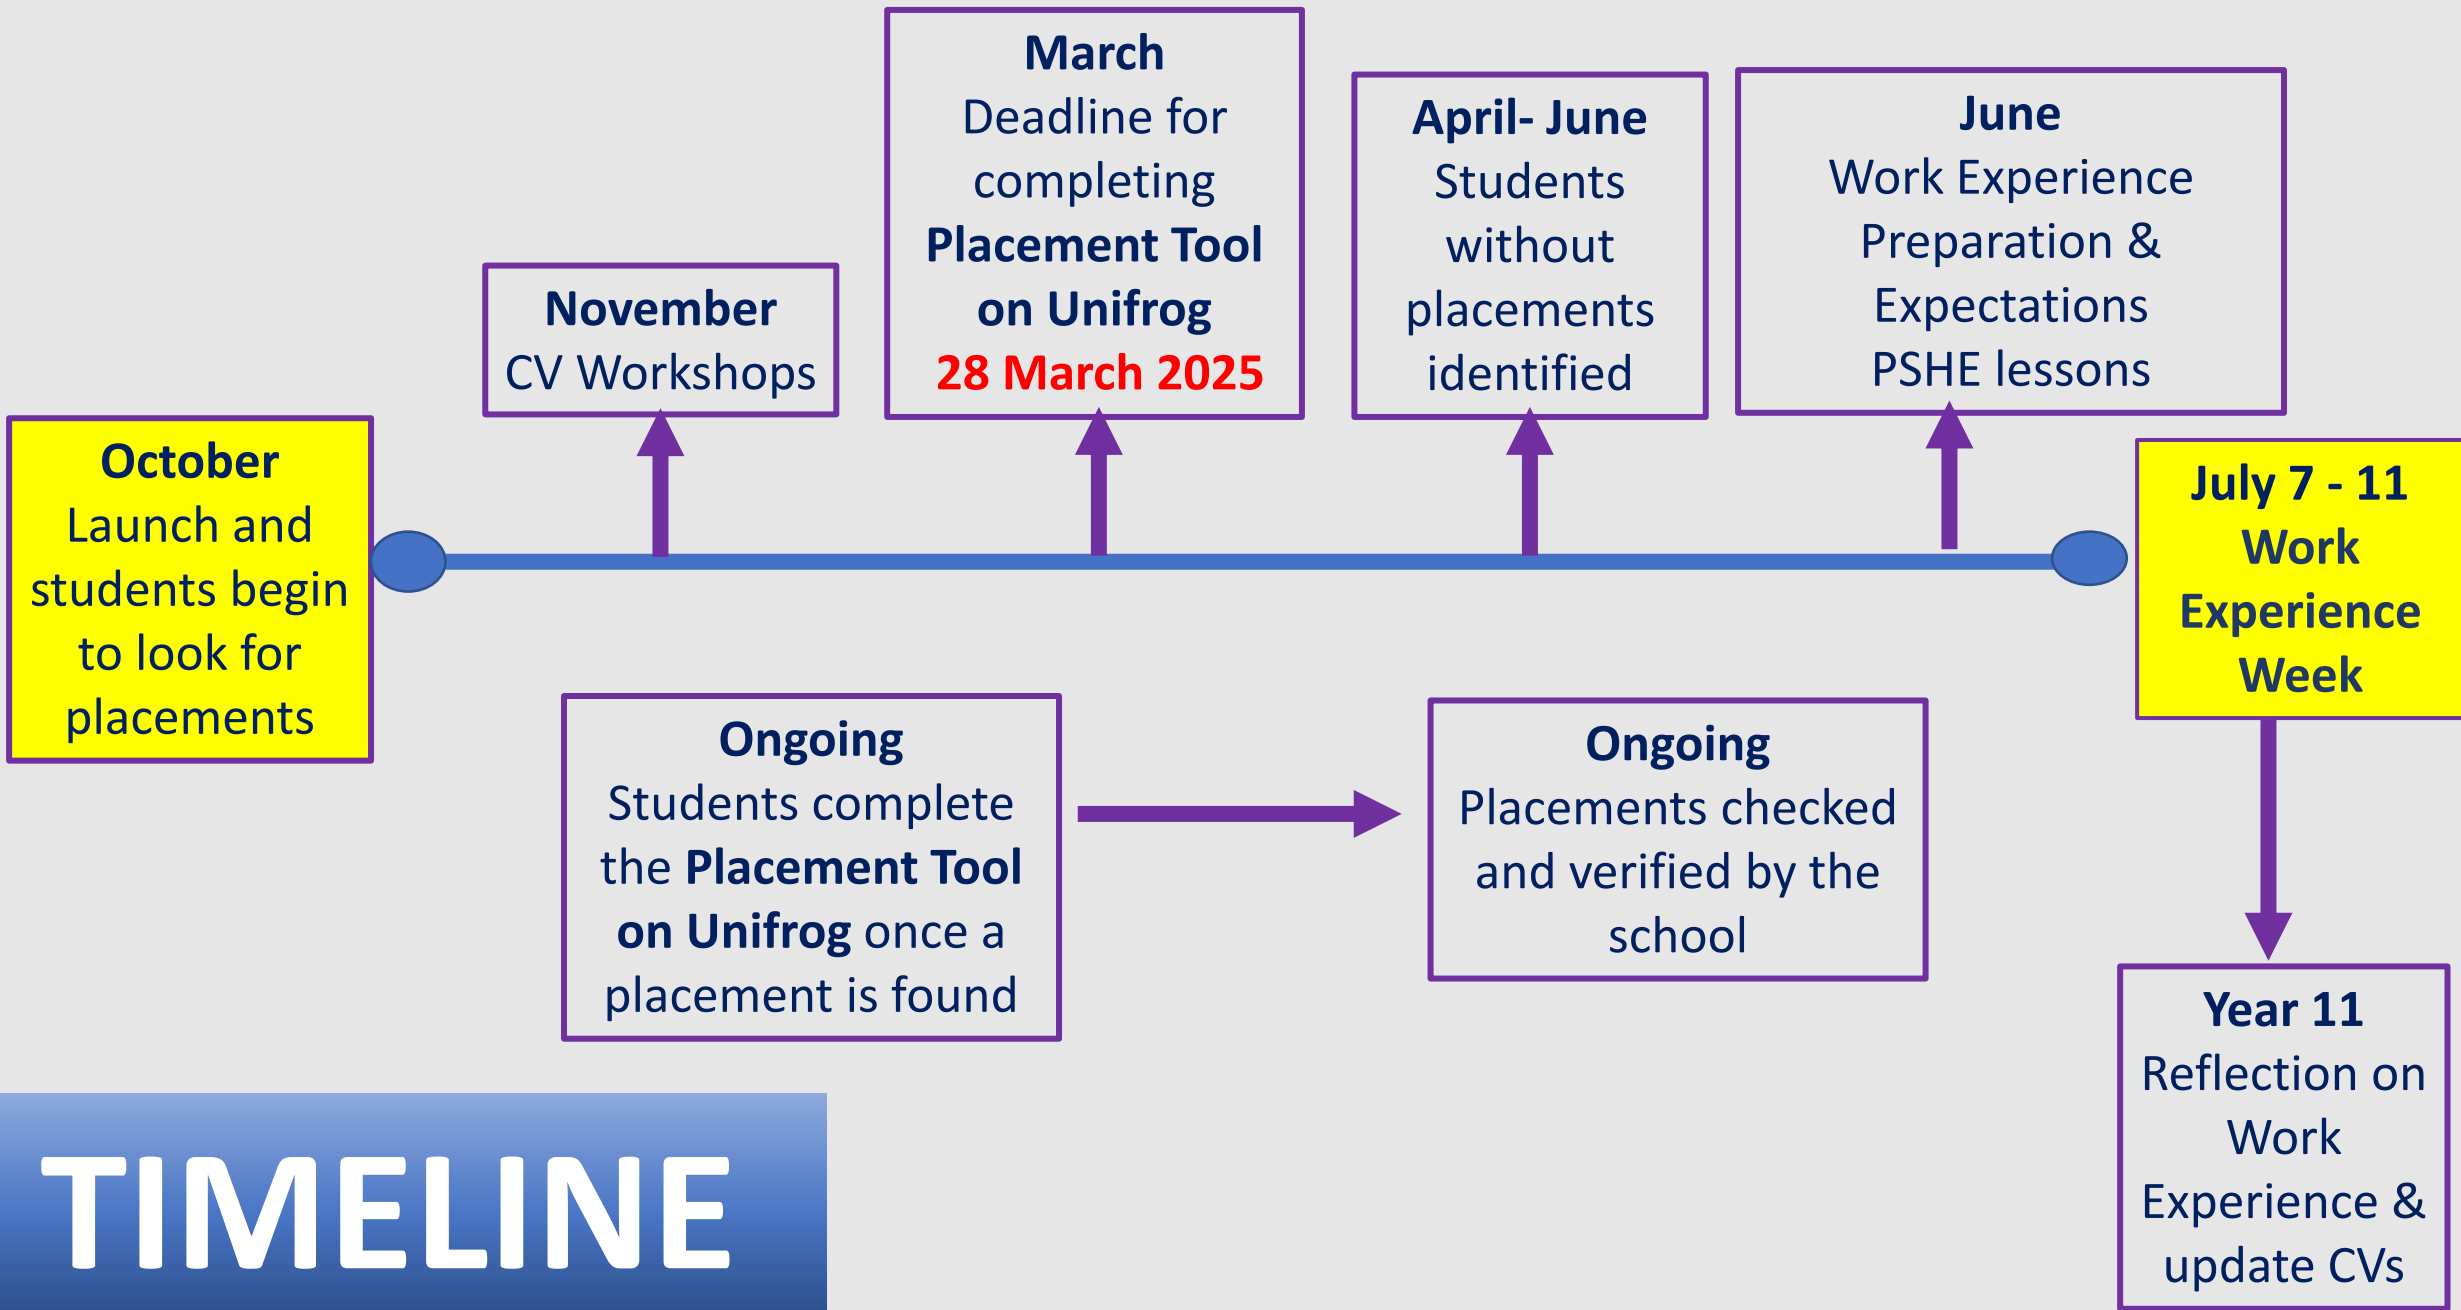 October
Launch and
students begin
to look for
placements
November
CV Workshops
March
Deadline for
completing
Placement Tool
on Unifrog
28 March 2025
April- June
Students
without
placements
identified
June
Work Experience
Preparation &
Expectations
PSHE lessons
July 7 - 11
Work
Experience
Week
Ongoing
Students complete
the Placement Tool
on Unifrog once a
placement is found
Ongoing
Placements checked
and verified by the
school
Year 11
Reflection on
Work
Experience &
update CVs
TIMELINE